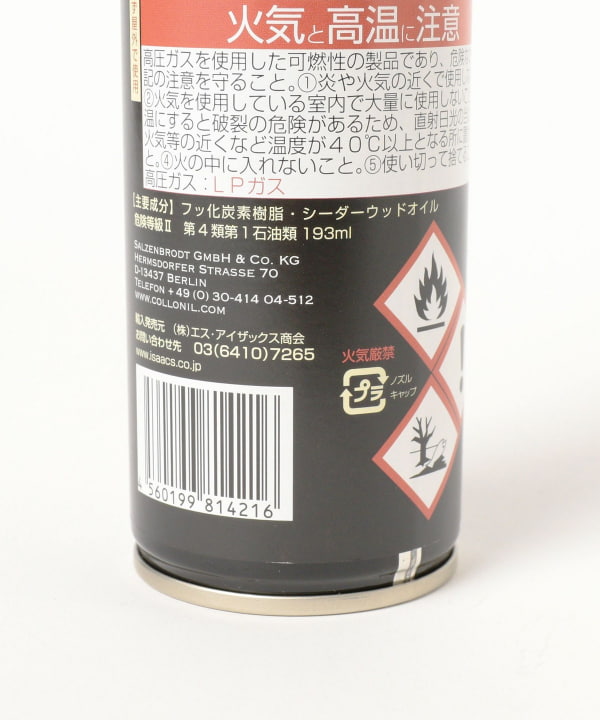 ず屋外で使用
火気と高温に注意
高圧ガスを使用した可燃性の製品であり、危険な
記の注意を守ること。①炎や火気の近くで使用し
②火気を使用している室内で大量に使用しない
温にすると破裂の危険があるため、直射日光の
火気等の近くなど温度が40℃以上となる所に置
と。④火の中に入れないこと。⑤使い切って捨てる
高圧ガス：LPガス
【主要成分】フッ化炭素樹脂・シーダーウッドオイル
危険等級Ⅱ 第4類第1石油類 193ml
SALZENBRODT GMBH & CO. KG
HERMSDORFER STRASSE 70
D-13437 BERLIN
TELEFON +49 (0) 30-414 04-512
WWW.COLLONIL.COM
輸入発売元 (株)エス・アイザックス商会
お問い合わせ先 03(6410)7265
www.isaacs.co.jp
火気厳禁
プラ
ノズル
キャップ
4 560199 814216